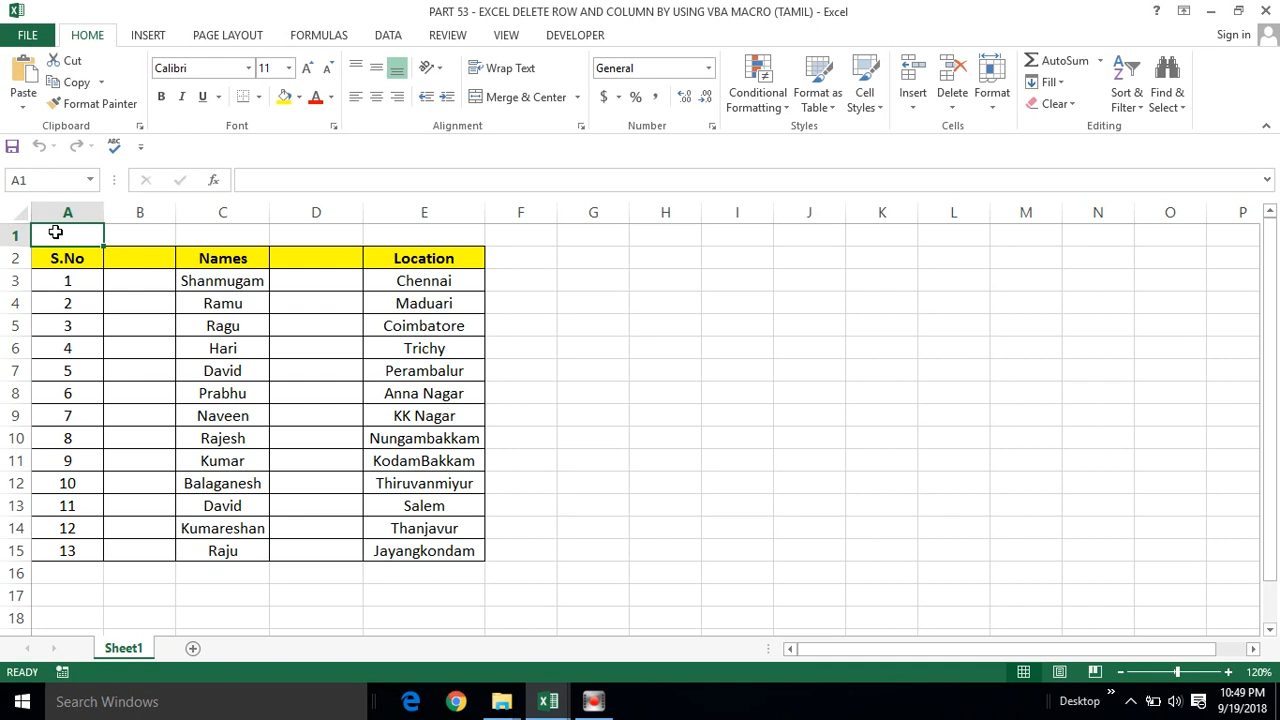 PART 53 - EXCEL DELETE ROW AND COLUMN BY USING VBA MACRO (TAMIL) - Excel
?
FILE HOME INSERT PAGE LAYOUT FORMULAS DATA REVIEW VIEW DEVELOPER Sign in
Paste
Cut
Copy
Format Painter
Clipboard
Calibri 11 A A
B I U A
Font
Wrap Text
Merge & Center
Alignment
General
$ % ,
Number
Conditional Formatting
Format as Table
Cell Styles
Styles
Insert
Delete
Format
Cells
AutoSum
Fill
Clear
Sort & Filter
Find & Select
Editing
ABC
A1 fx
A B C D E F G H I J K L M N O P
1
2 S.No Names Location
3 1 Shanmugam Chennai
4 2 Ramu Maduari
5 3 Ragu Coimbatore
6 4 Hari Trichy
7 5 David Perambalur
8 6 Prabhu Anna Nagar
9 7 Naveen KK Nagar
10 8 Rajesh Nungambakkam
11 9 Kumar KodamBakkam
12 10 Balaganesh Thiruvanmiyur
13 11 David Salem
14 12 Kumareshan Thanjavur
15 13 Raju Jayangkondam
16
17
18
Sheet1
READY 120%
Search Windows Desktop 10:49 PM
9/19/2018